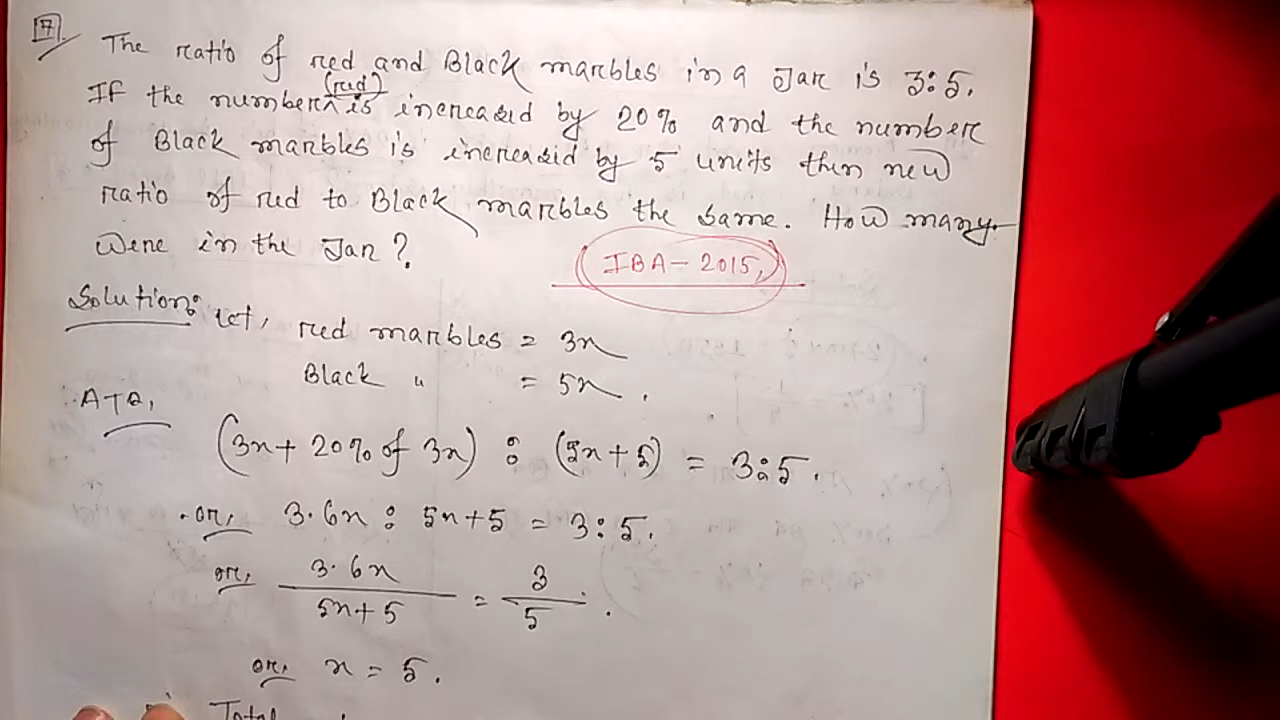 17.
The ratio of red and Black marbles in a Jar is 3:5.
(red)
If the number is increased by 20% and the number
of Black marbles is increased by 5 units then new
ratio of red to Black marbles the same. How many
were in the Jar?
(IBA-2015,)
Solution: let, red marbles = 3x
Black " = 5x.
∴ ATQ,
(3x + 20% of 3x) : (5x+5) = 3:5.
or, 3.6x : 5x+5 = 3:5.
or, 3.6x / 5x+5 = 3/5.
or, x = 5.
Total